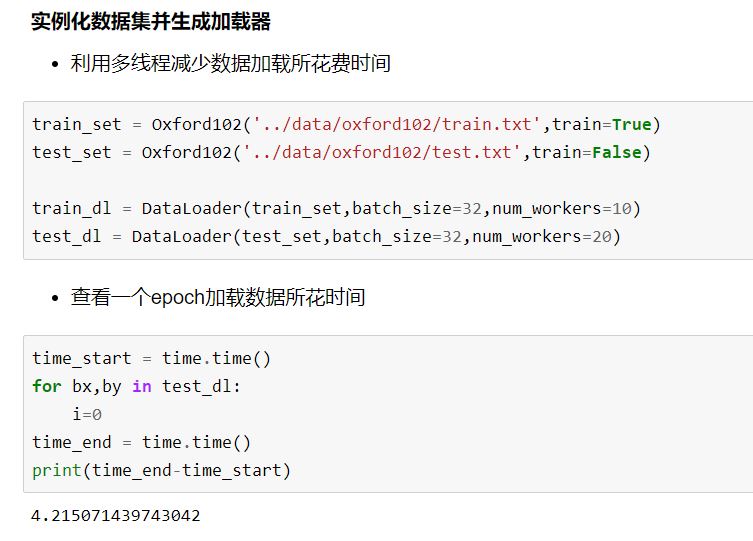 实例化数据集并生成加载器
• 利用多线程减少数据加载所花费时间
train_set = Oxford102('../data/oxford102/train.txt',train=True)
test_set = Oxford102('../data/oxford102/test.txt',train=False)
train_dl = DataLoader(train_set,batch_size=32,num_workers=10)
test_dl = DataLoader(test_set,batch_size=32,num_workers=20)
• 查看一个epoch加载数据所花时间
time_start = time.time()
for bx,by in test_dl:
    i=0
time_end = time.time()
print(time_end-time_start)
4.215071439743042